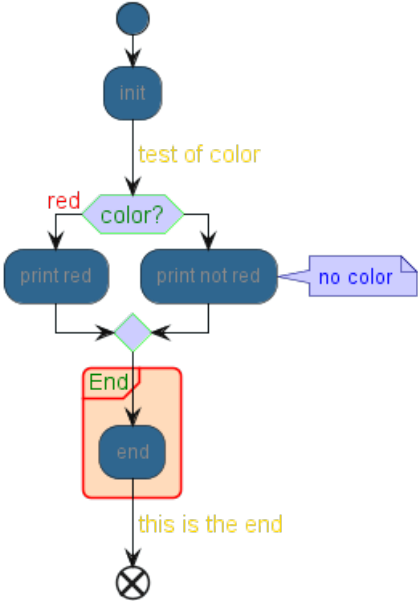 init
test of color
red
color?
print red
print not red
no color
End
end
this is the end